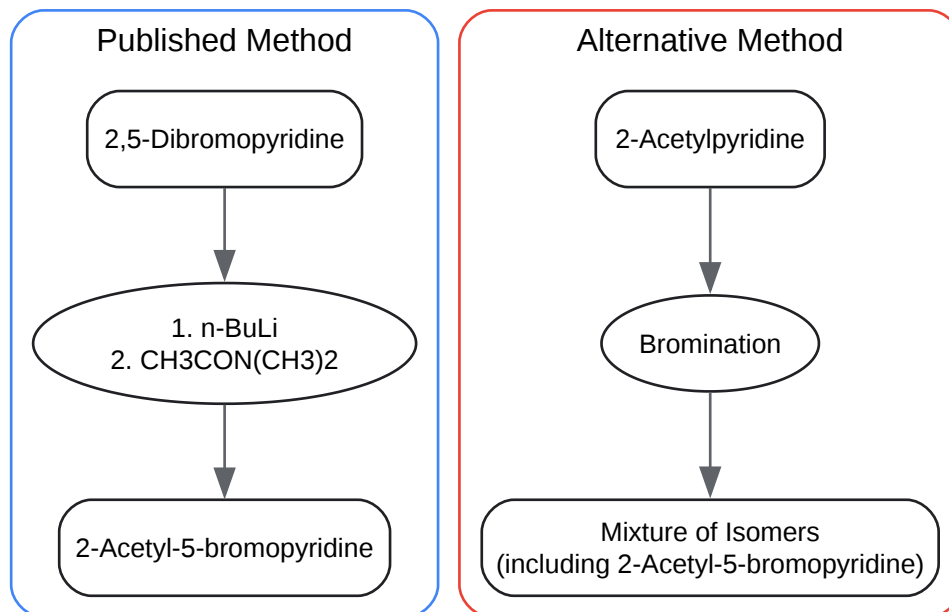 Published Method
2,5-Dibromopyridine
1. n-BuLi
2. CH3CON(CH3)2
2-Acetyl-5-bromopyridine
Alternative Method
2-Acetylpyridine
Bromination
Mixture of Isomers
(including 2-Acetyl-5-bromopyridine)